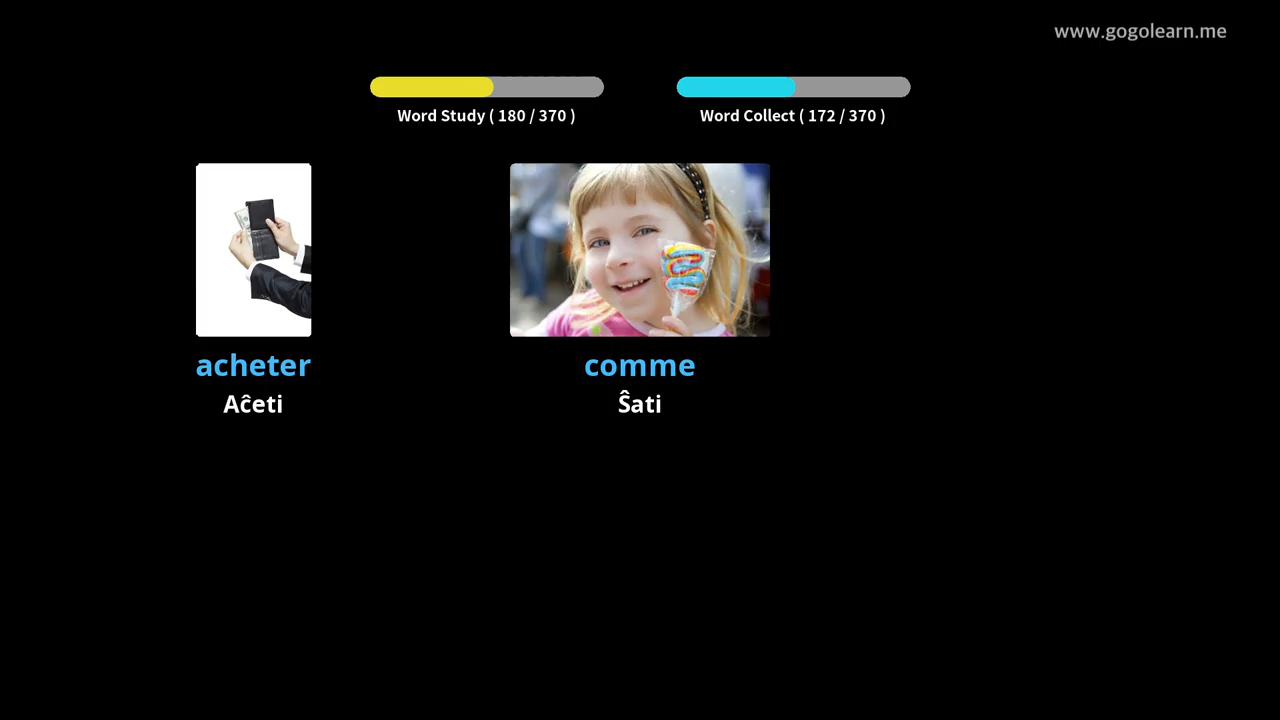 www.gogolearn.me
Word Study ( 180 / 370 )
Word Collect ( 172 / 370 )
acheter
Aĉeti
comme
Ŝati